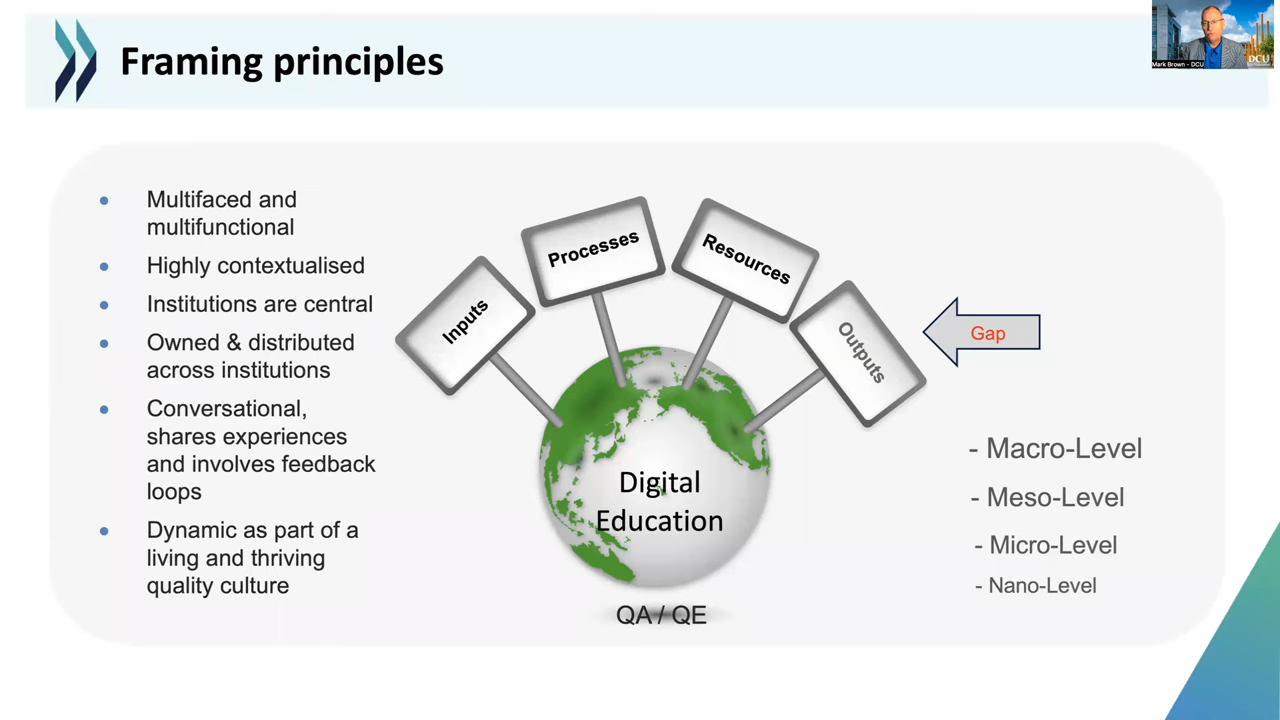 Framing principles
Mark Brown - DCU
DCU
Multifaced and
multifunctional
Highly contextualised
Institutions are central
Owned & distributed
across institutions
Conversational,
shares experiences
and involves feedback
loops
Dynamic as part of a
living and thriving
quality culture
Inputs
Processes
Resources
Outputs
Gap
Digital
Education
QA / QE
- Macro-Level
- Meso-Level
- Micro-Level
- Nano-Level